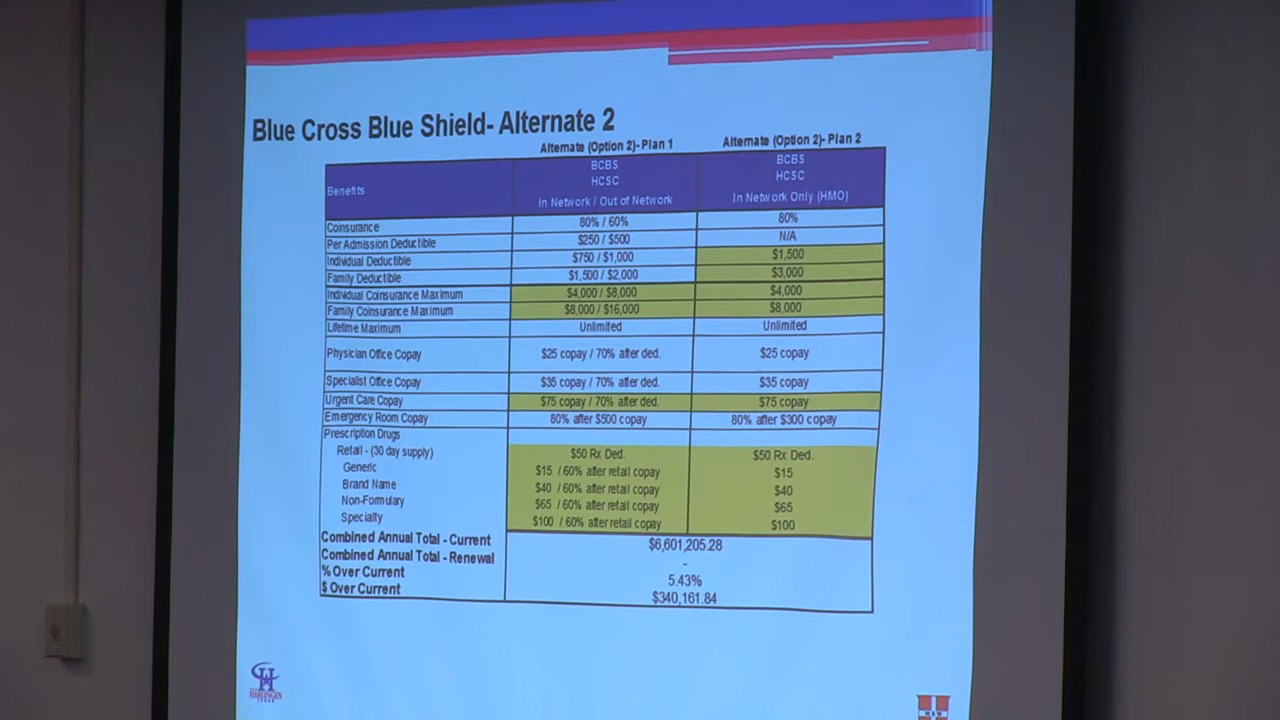 Blue Cross Blue Shield- Alternate 2
Alternate (Option 2)- Plan 1 Alternate (Option 2)- Plan 2
Benefits BCBS HCSC In Network / Out of Network BCBS HCSC In Network Only (HMO)
Coinsurance 80% / 60% 80%
Per Admission Deductible $250 / $500 N/A
Individual Deductible $750 / $1,000 $1,500
Family Deductible $1,500 / $2,000 $3,000
Individual Coinsurance Maximum $4,000 / $8,000 $4,000
Family Coinsurance Maximum $8,000 / $16,000 $8,000
Lifetime Maximum Unlimited Unlimited
Physician Office Copay $25 copay / 70% after ded. $25 copay
Specialist Office Copay $35 copay / 70% after ded. $35 copay
Urgent Care Copay $75 copay / 70% after ded. $75 copay
Emergency Room Copay 80% after $500 copay 80% after $300 copay
Prescription Drugs
Retail - (30 day supply) $50 Rx Ded. $50 Rx Ded.
Generic $15 / 60% after retail copay $15
Brand Name $40 / 60% after retail copay $40
Non-Formulary $65 / 60% after retail copay $65
Specialty $100 / 60% after retail copay $100
Combined Annual Total - Current $6,601,205.28
Combined Annual Total - Renewal -
% Over Current 5.43%
$ Over Current $340,161.84
HARLINGEN
TEXAS